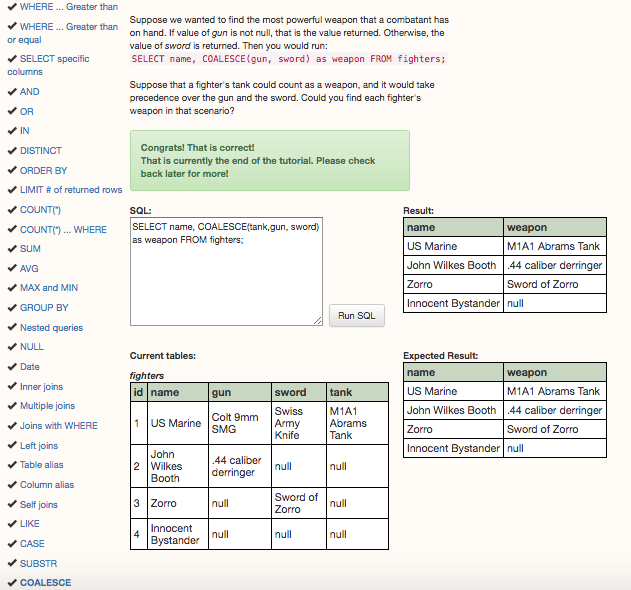 WHERE ... Greater than
WHERE ... Greater than
or equal
SELECT specific
columns
AND
OR
IN
DISTINCT
ORDER BY
LIMIT # of returned rows
COUNT(*)
COUNT(*) ... WHERE
SUM
AVG
MAX and MIN
GROUP BY
Nested queries
NULL
Date
Inner joins
Multiple joins
Joins with WHERE
Left joins
Table alias
Column alias
Self joins
LIKE
CASE
SUBSTR
COALESCE
Suppose we wanted to find the most powerful weapon that a combatant has
on hand. If value of gun is not null, that is the value returned. Otherwise, the
value of sword is returned. Then you would run:
SELECT name, COALESCE(gun, sword) as weapon FROM fighters;
Suppose that a fighter's tank could count as a weapon, and it would take
precedence over the gun and the sword. Could you find each fighter's
weapon in that scenario?
Congrats! That is correct!
That is currently the end of the tutorial. Please check
back later for more!
SQL:
SELECT name, COALESCE(tank,gun, sword)
as weapon FROM fighters;
Run SQL
Result:
name weapon
US Marine M1A1 Abrams Tank
John Wilkes Booth .44 caliber derringer
Zorro Sword of Zorro
Innocent Bystander null
Current tables:
fighters
id name gun sword tank
1 US Marine Colt 9mm SMG Swiss Army Knife M1A1 Abrams Tank
2 John Wilkes Booth .44 caliber derringer null null
3 Zorro null Sword of Zorro null
4 Innocent Bystander null null null
Expected Result:
name weapon
US Marine M1A1 Abrams Tank
John Wilkes Booth .44 caliber derringer
Zorro Sword of Zorro
Innocent Bystander null